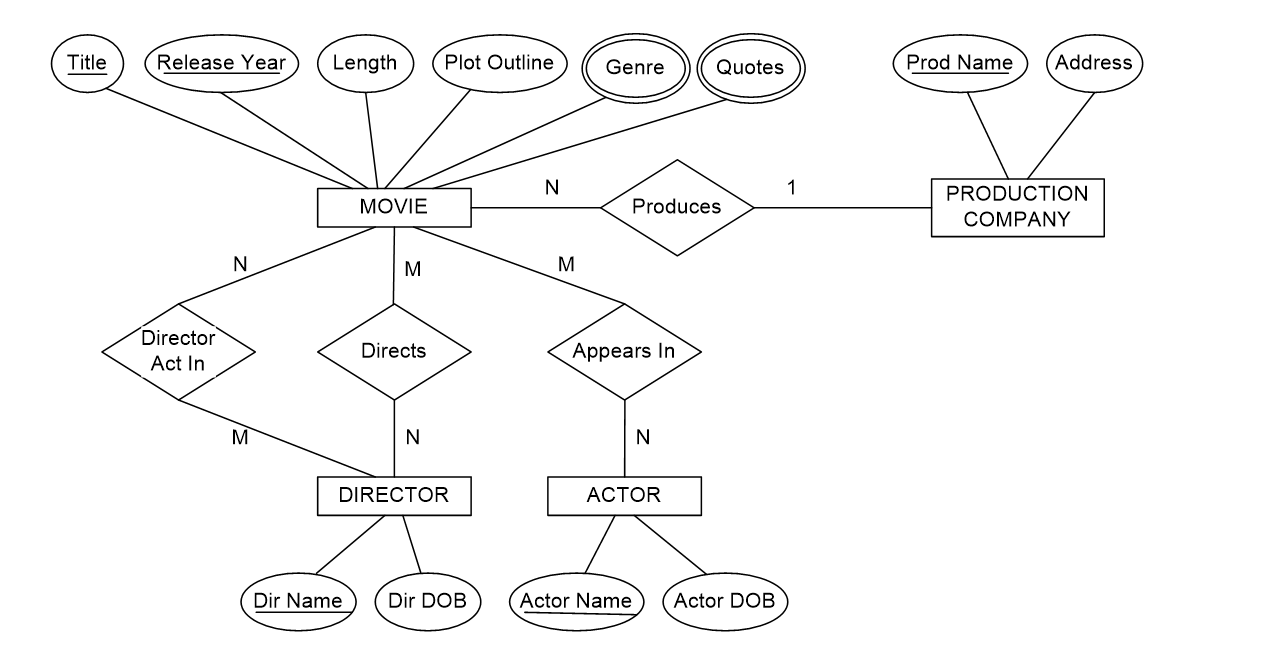 Title
Release Year
Length
Plot Outline
Genre
Quotes
Prod Name
Address
MOVIE
N
Produces
1
PRODUCTION
COMPANY
N
M
M
Director
Act In
Directs
Appears In
M
N
N
DIRECTOR
ACTOR
Dir Name
Dir DOB
Actor Name
Actor DOB